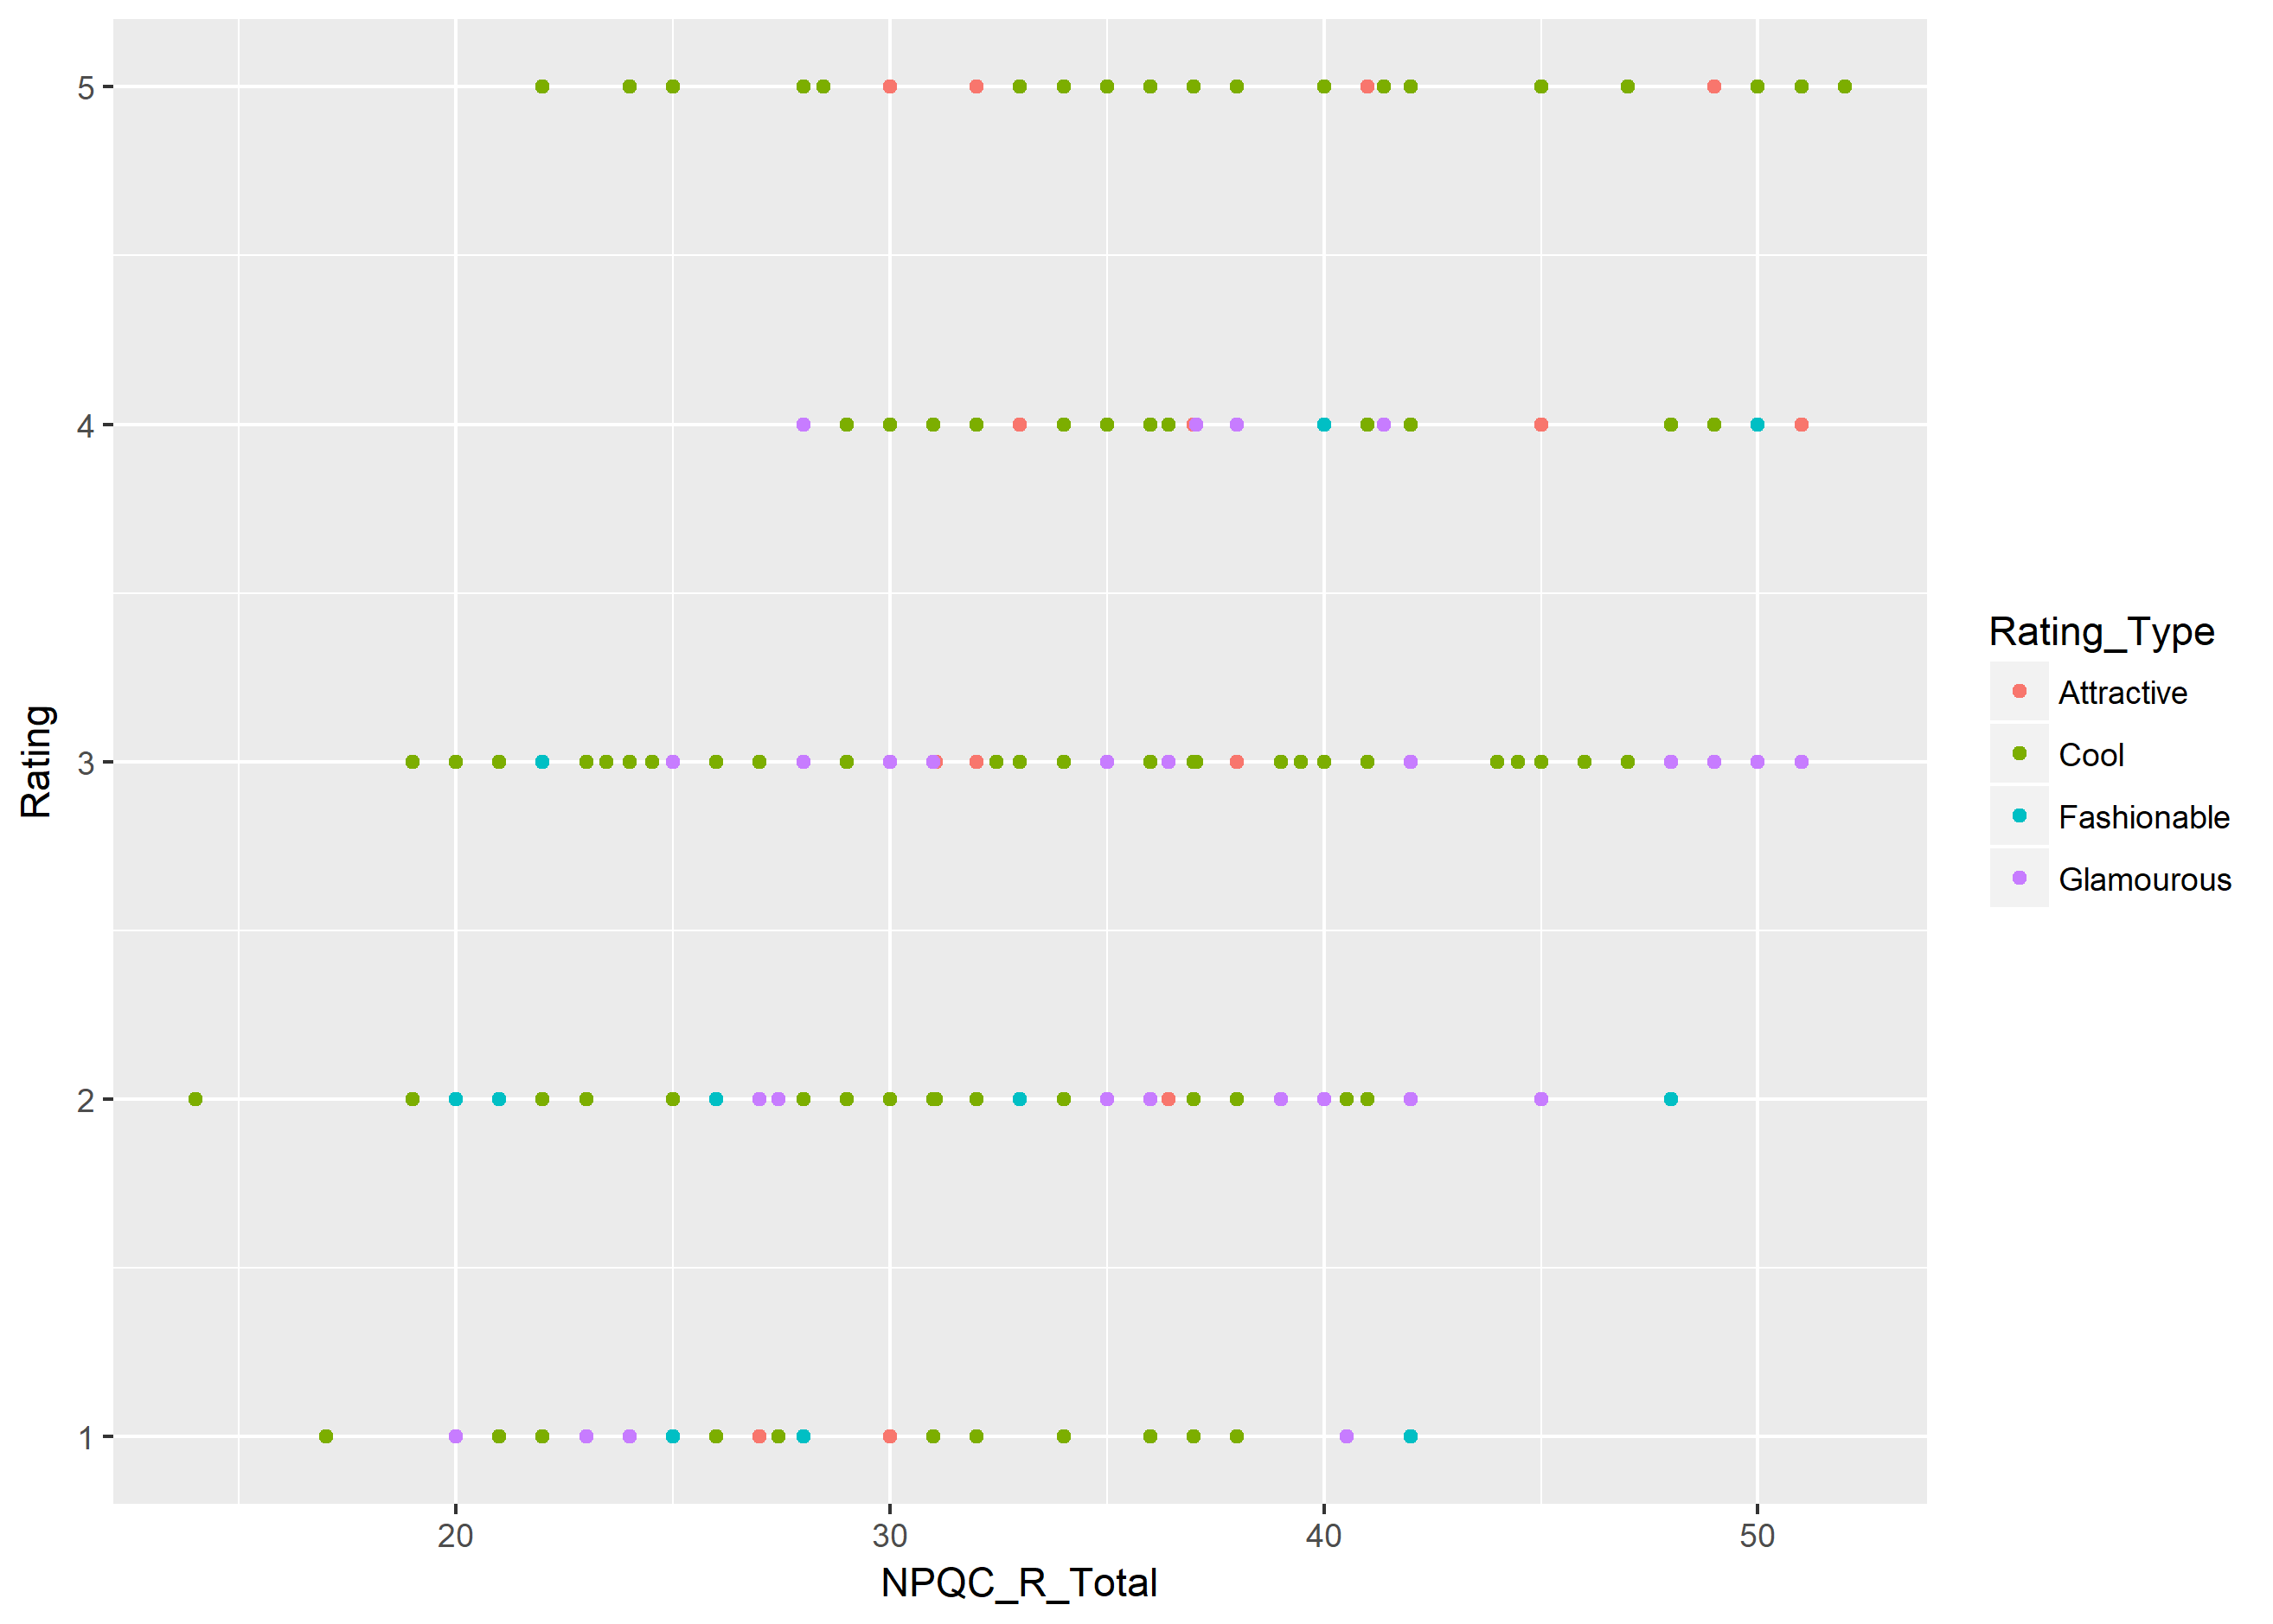 5
4
3
2
1
Rating
20 30 40 50
NPQC_R_Total
Rating_Type
Attractive
Cool
Fashionable
Glamourous